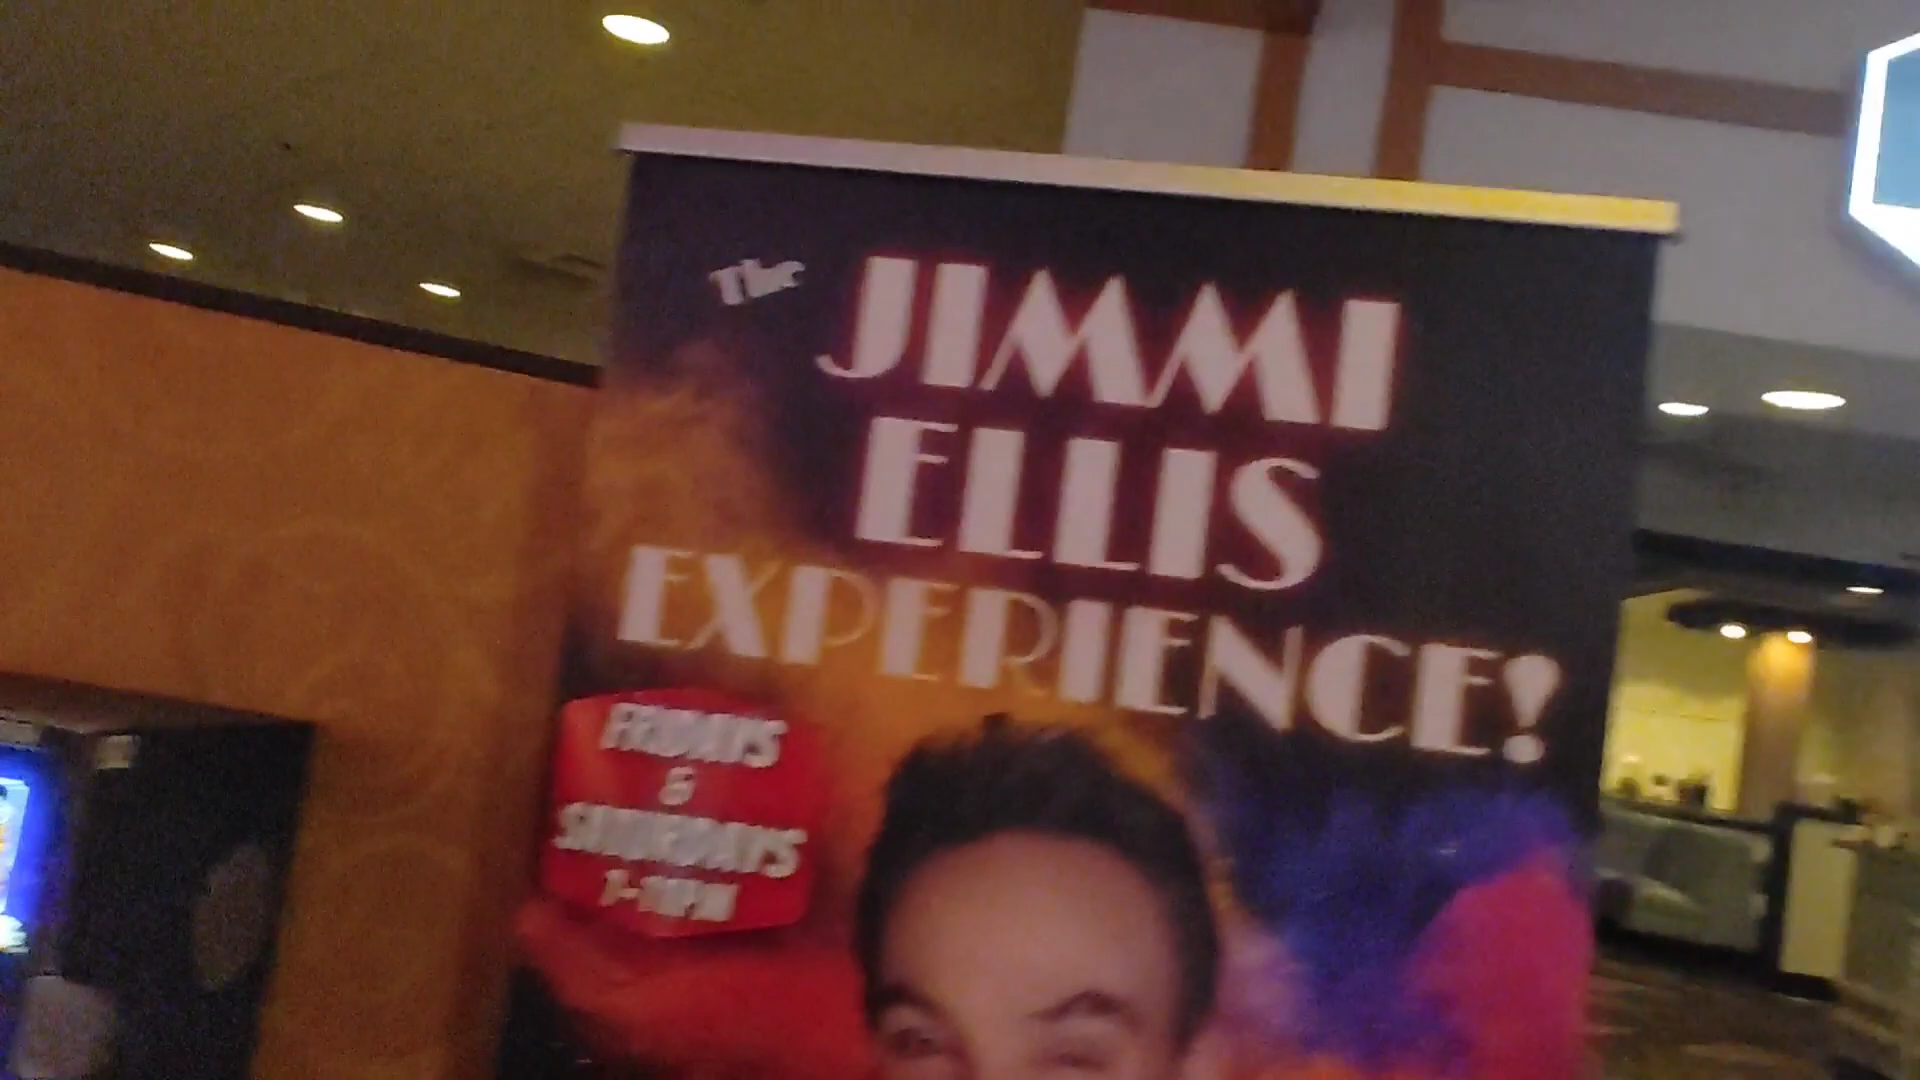 The
JIMMI
ELLIS
EXPERIENCE!
FRIDAYS
&
SATURDAYS